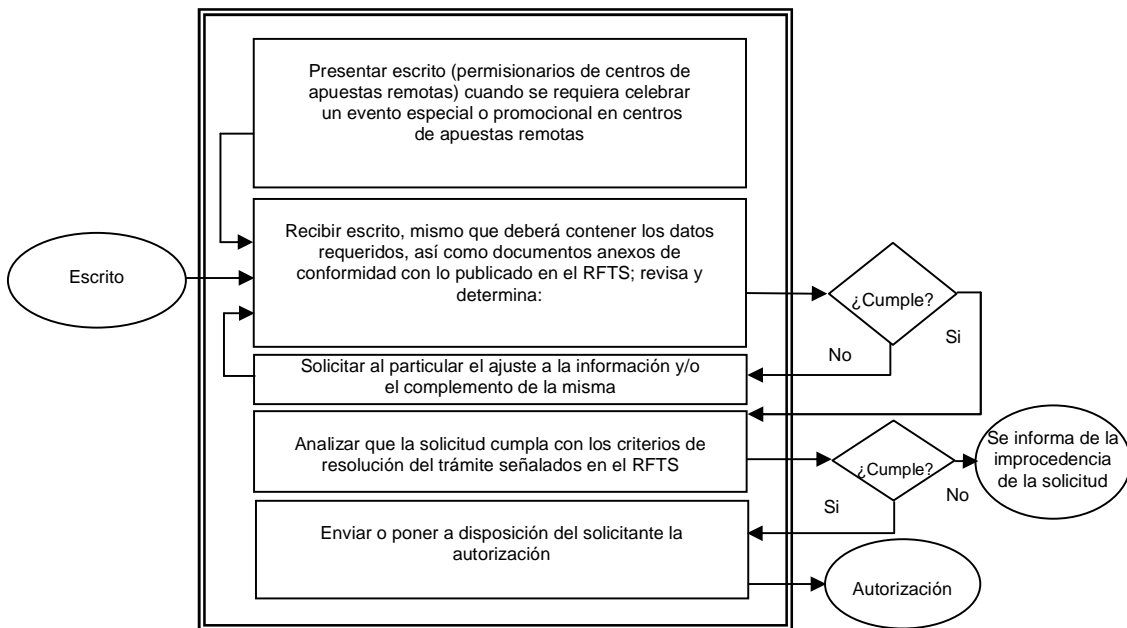 Presentar escrito (permisionarios de centros de
apuestas remotas) cuando se requiera celebrar
un evento especial o promocional en centros
de apuestas remotas
Recibir escrito, mismo que deberá contener los datos
requeridos, así como documentos anexos de
conformidad con lo publicado en el RFTS; revisa y
determina:
Escrito
¿Cumple?
Si
No
Solicitar al particular el ajuste a la información y/o
el complemento de la misma
Analizar que la solicitud cumpla con los criterios de
resolución del trámite señalados en el RFTS
¿Cumple?
Se informa de la
improcedencia
de la solicitud
No
Si
Enviar o poner a disposición del solicitante la
autorización
Autorización